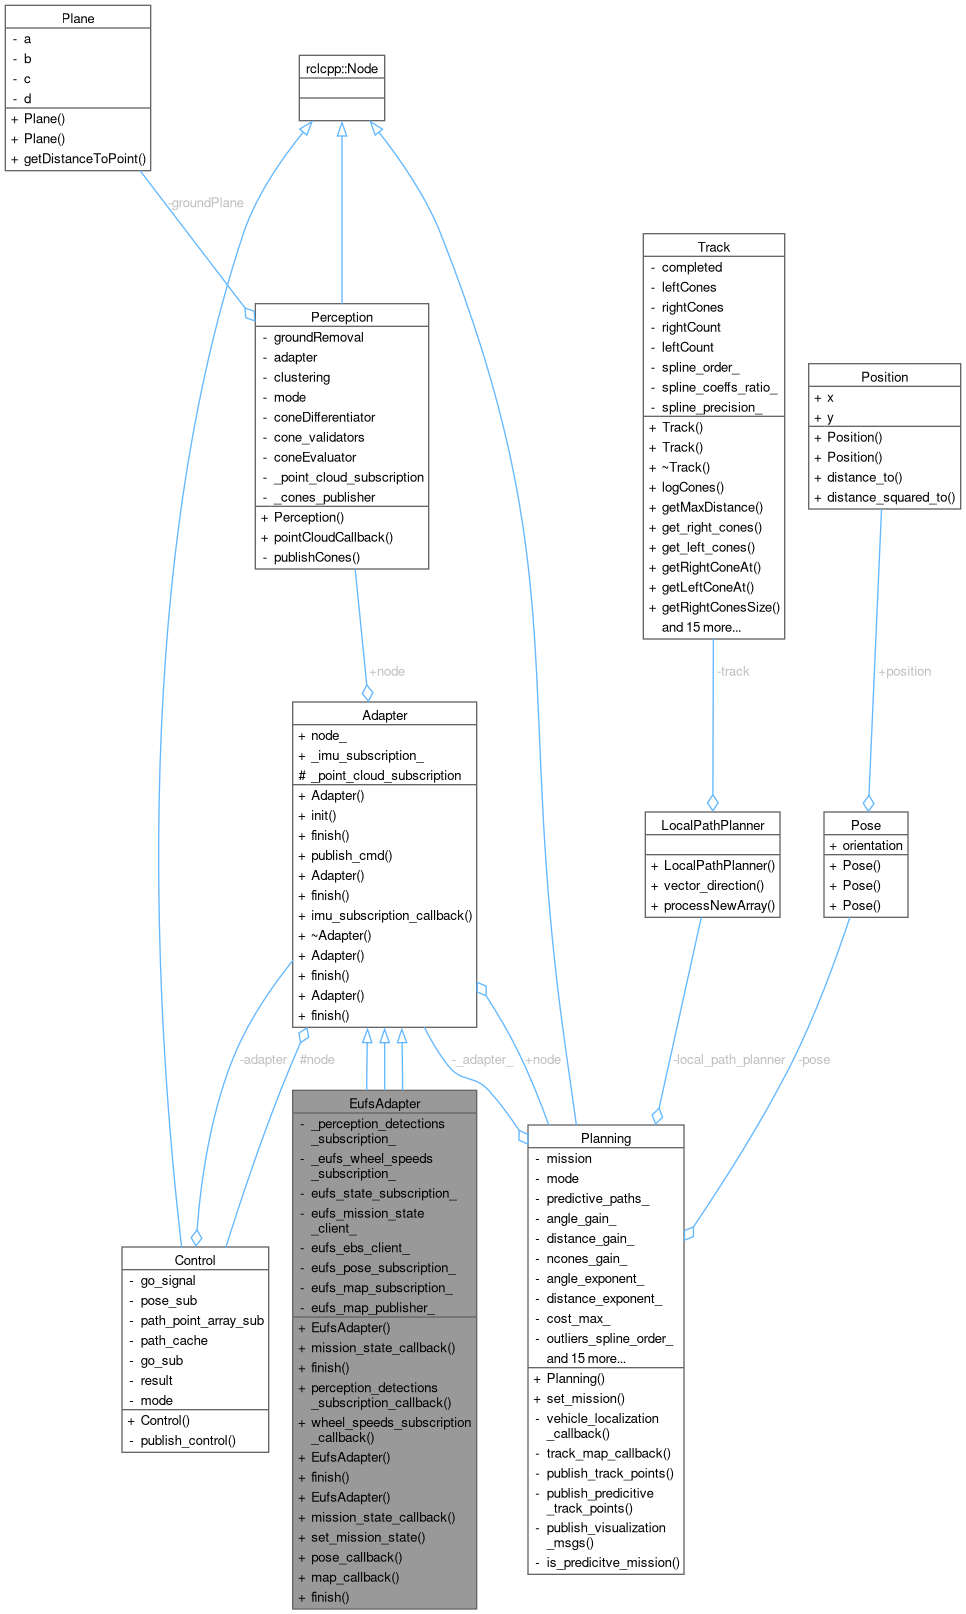 Plane
- a
- b
- c
- d
+ Plane()
+ Plane()
+ getDistanceToPoint()
rclcpp::Node
-groundPlane
Perception
- groundRemoval
- adapter
- clustering
- mode
- coneDifferentiator
- cone_validators
- coneEvaluator
- _point_cloud_subscription
- _cones_publisher
+ Perception()
+ pointCloudCallback()
- publishCones()
Track
- completed
- leftCones
- rightCones
- rightCount
- leftCount
- spline_order_
- spline_coeffs_ratio_
- spline_precision_
+ Track()
+ Track()
+ ~Track()
+ logCones()
+ getMaxDistance()
+ get_right_cones()
+ get_left_cones()
+ getRightConeAt()
+ getLeftConeAt()
+ getRightConesSize()
and 15 more...
Position
+ x
+ y
+ Position()
+ Position()
+ distance_to()
+ distance_squared_to()
+node
-track
+position
Adapter
+ node_
+ _imu_subscription_
# _point_cloud_subscription
+ Adapter()
+ init()
+ finish()
+ publish_cmd()
+ Adapter()
+ finish()
+ imu_subscription_callback()
+ ~Adapter()
+ Adapter()
+ finish()
+ Adapter()
+ finish()
LocalPathPlanner
+ LocalPathPlanner()
+ vector_direction()
+ processNewArray()
Pose
+ orientation
+ Pose()
+ Pose()
+ Pose()
-adapter
#node
-_adapter_
+node
-local_path_planner
-pose
EufsAdapter
- _perception_detections
_subscription_
- _eufs_wheel_speeds
_subscription_
- eufs_state_subscription_
- eufs_mission_state
_client_
- eufs_ebs_client_
- eufs_pose_subscription_
- eufs_map_subscription_
- eufs_map_publisher_
+ EufsAdapter()
+ mission_state_callback()
+ finish()
+ perception_detections
_subscription_callback()
+ wheel_speeds_subscription
_callback()
+ EufsAdapter()
+ finish()
+ EufsAdapter()
+ mission_state_callback()
+ set_mission_state()
+ pose_callback()
+ map_callback()
+ finish()
Planning
- mission
- mode
- predictive_paths_
- angle_gain_
- distance_gain_
- ncones_gain_
- angle_exponent_
- distance_exponent_
- cost_max_
- outliers_spline_order_
and 15 more...
+ Planning()
+ set_mission()
- vehicle_localization
_callback()
- track_map_callback()
- publish_track_points()
- publish_predicitive
_track_points()
- publish_visualization
_msgs()
- is_predicitve_mission()
Control
- go_signal
- pose_sub
- path_point_array_sub
- path_cache
- go_sub
- result
- mode
+ Control()
- publish_control()